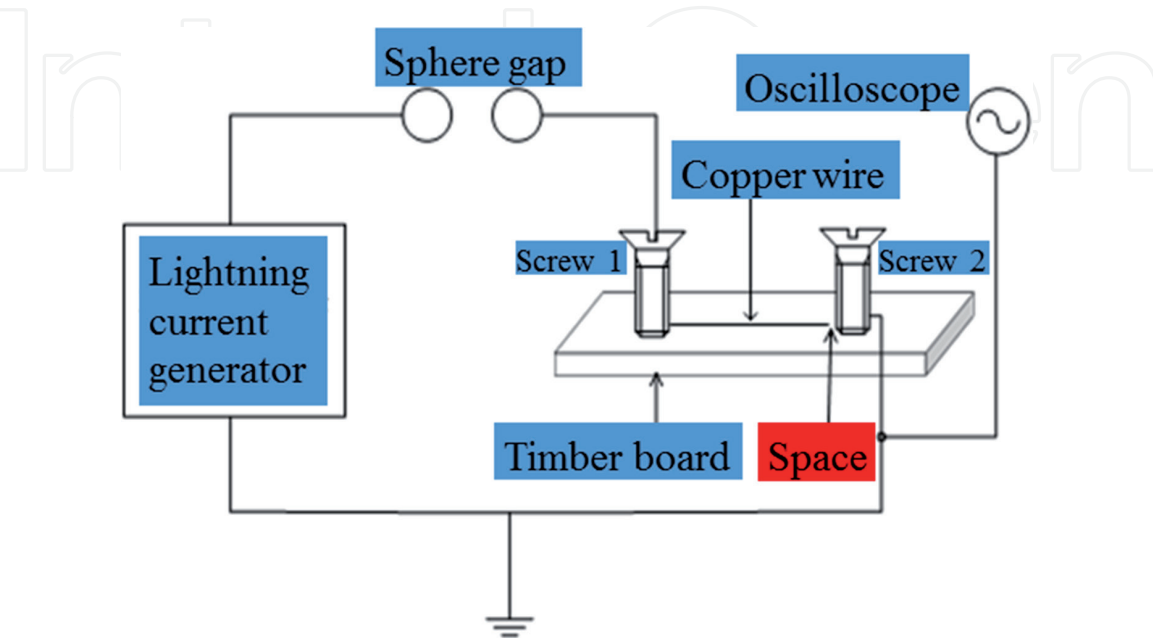 Sphere gap
Oscilloscope
Copper wire
Screw 1
Screw 2
Lightning
current
generator
Timber board
Space